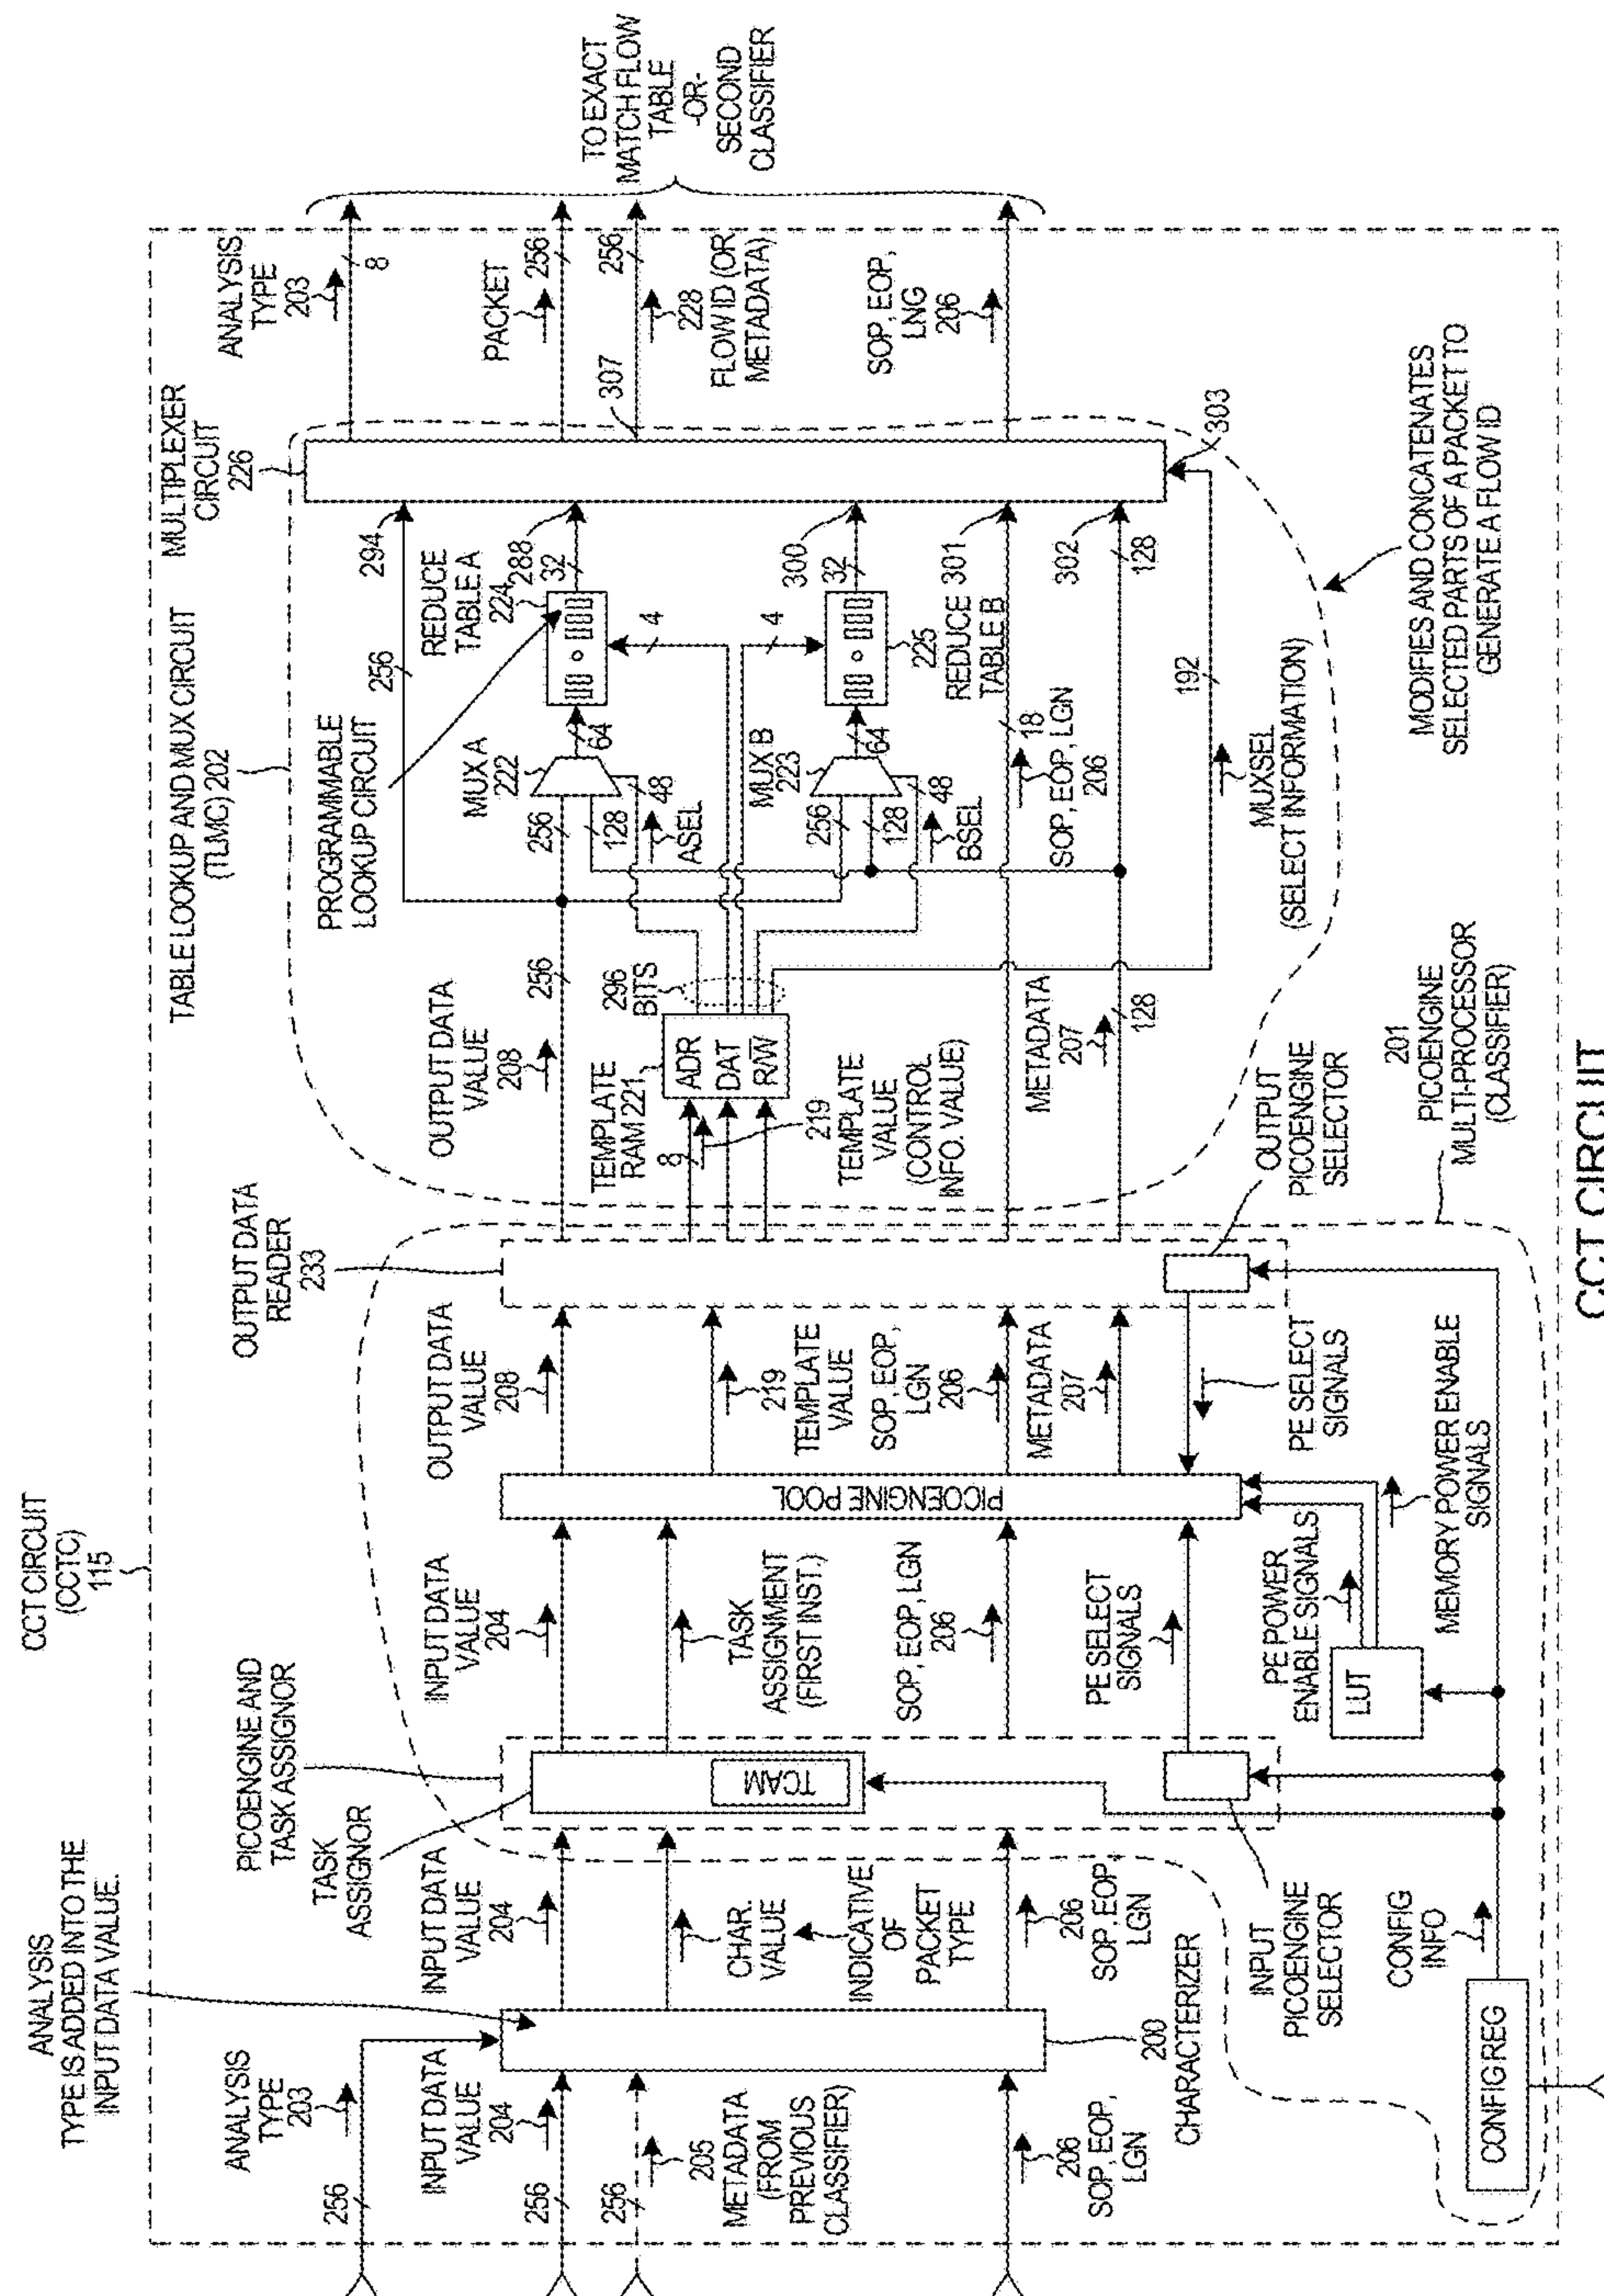 CCT CIRCUIT
(CCTC)
115
ANALYSIS
TYPE IS ADDED INTO THE
INPUT DATA VALUE.
ANALYSIS
TYPE
203
256
INPUT DATA
VALUE
204
256
256
205
METADATA
(FROM
PREVIOUS
CLASSIFIER)
206
SOP, EOP,
LGN
200
CHARACTERIZER
INPUT DATA
VALUE
204
CHAR.
VALUE
INDICATIVE
OF
PACKET
TYPE
206
SOP, EOP
LGN
PICOENGINE AND
TASK ASSIGNOR
TASK
ASSIGNOR
TCAM
INPUT
PICOENGINE
SELECTOR
CONFIG
INFO
CONFIG REG
INPUT DATA
VALUE
204
TASK
ASSIGNMENT
(FIRST INST.)
SOP, EOP, LGN
206
PE SELECT
SIGNALS
PE POWER
ENABLE SIGNALS
LUT
MEMORY POWER ENABLE
SIGNALS
PICOENGINE POOL
OUTPUT DATA
VALUE
208
219
TEMPLATE
VALUE
SOP, EOP,
LGN
206
METADATA
207
PE SELECT
SIGNALS
OUTPUT DATA
READER
233
OUTPUT
PICOENGINE
SELECTOR
201
PICOENGINE
MULTI-PROCESSOR
(CLASSIFIER)
TABLE LOOKUP AND MUX CIRCUIT
(TLMC) 202
OUTPUT DATA
VALUE
208
256
TEMPLATE
RAM 221
8
ADR
DAT
R/W
296
BITS
219
TEMPLATE
VALUE
(CONTROL
INFO. VALUE)
METADATA
207
128
PROGRAMMABLE
LOOKUP CIRCUIT
MUX A
222
256
128
48
ASEL
64
REDUCE
TABLE A
224
256
294
288
32
4
MUX B
223
256
128
48
BSEL
64
4
300
32
225
REDUCE
TABLE B
301
18
SOP, EOP, LGN
206
302
128
192
MUXSEL
(SELECT INFORMATION)
303
MULTIPLEXER
CIRCUIT
226
ANALYSIS
TYPE
203
8
PACKET
256
307
256
228
FLOW ID (OR
METADATA)
SOP, EOP,
LNG
206
MODIFIES AND CONCATENATES
SELECTED PARTS OF A PACKET TO
GENERATE A FLOW ID
TO EXACT
MATCH FLOW
TABLE
-OR-
SECOND
CLASSIFIER
CCT CIRCUIT